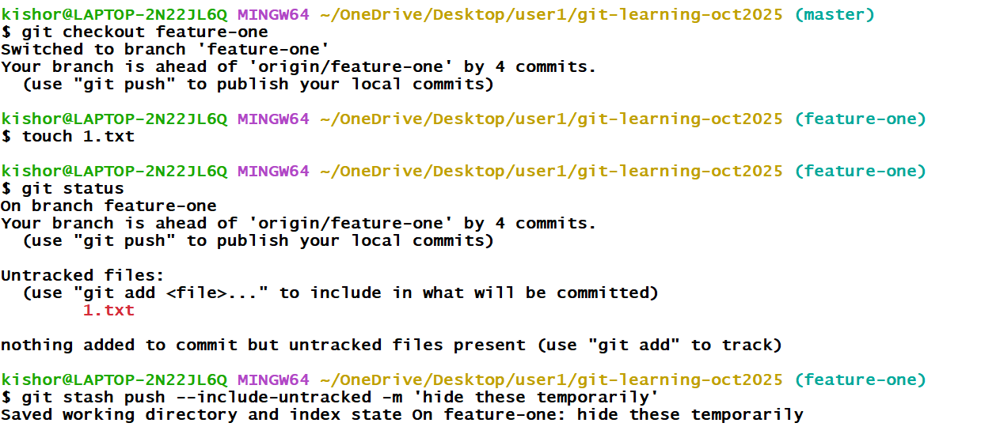 kishor@LAPTOP-2N22JL6Q MINGW64 ~/OneDrive/Desktop/user1/git-learning-oct2025 (master)
$ git checkout feature-one
Switched to branch 'feature-one'
Your branch is ahead of 'origin/feature-one' by 4 commits.
  (use "git push" to publish your local commits)

kishor@LAPTOP-2N22JL6Q MINGW64 ~/OneDrive/Desktop/user1/git-learning-oct2025 (feature-one)
$ touch 1.txt

kishor@LAPTOP-2N22JL6Q MINGW64 ~/OneDrive/Desktop/user1/git-learning-oct2025 (feature-one)
$ git status
On branch feature-one
Your branch is ahead of 'origin/feature-one' by 4 commits.
  (use "git push" to publish your local commits)

Untracked files:
  (use "git add <file>..." to include in what will be committed)
        1.txt

nothing added to commit but untracked files present (use "git add" to track)

kishor@LAPTOP-2N22JL6Q MINGW64 ~/OneDrive/Desktop/user1/git-learning-oct2025 (feature-one)
$ git stash push --include-untracked -m 'hide these temporarily'
Saved working directory and index state On feature-one: hide these temporarily